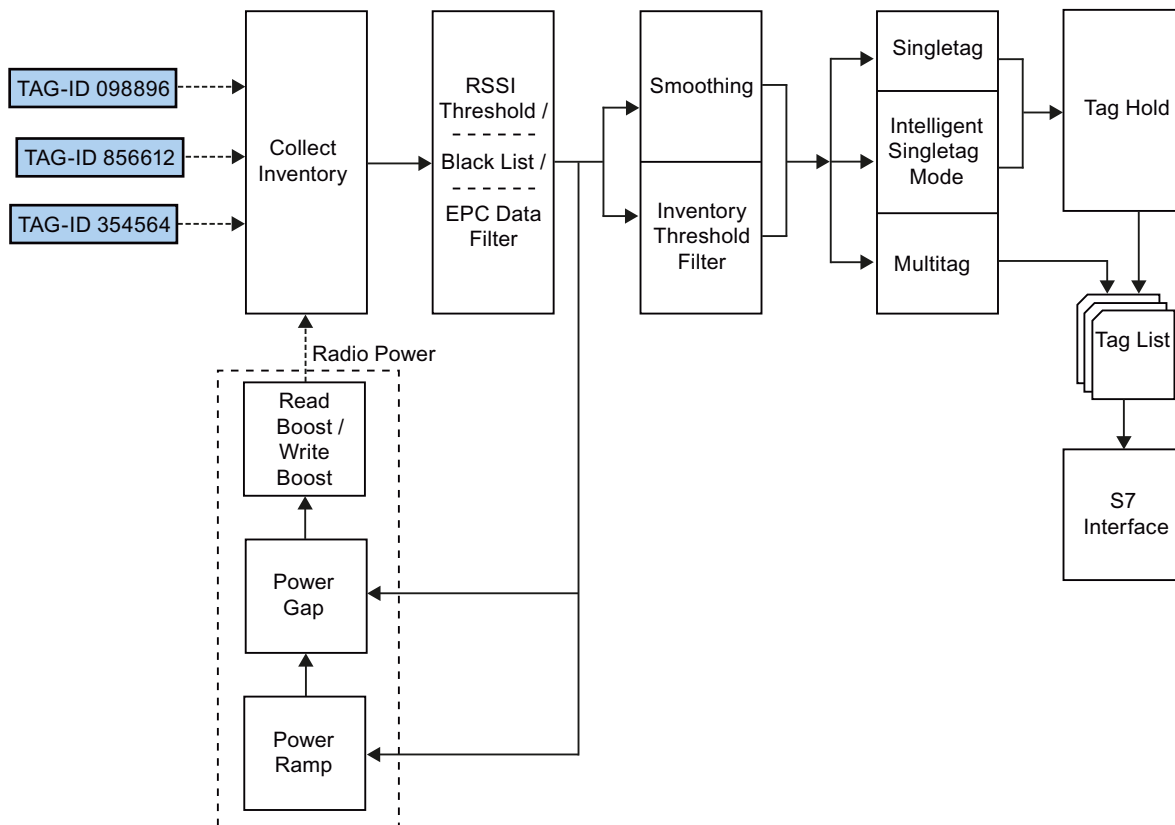 TAG-ID 098896
TAG-ID 856612
TAG-ID 354564
Collect
Inventory
RSSI
Threshold /
Black List /
EPC Data
Filter
Smoothing
Inventory
Threshold
Filter
Singletag
Intelligent
Singletag
Mode
Multitag
Tag Hold
Tag List
S7
Interface
Radio Power
Read
Boost /
Write
Boost
Power
Gap
Power
Ramp